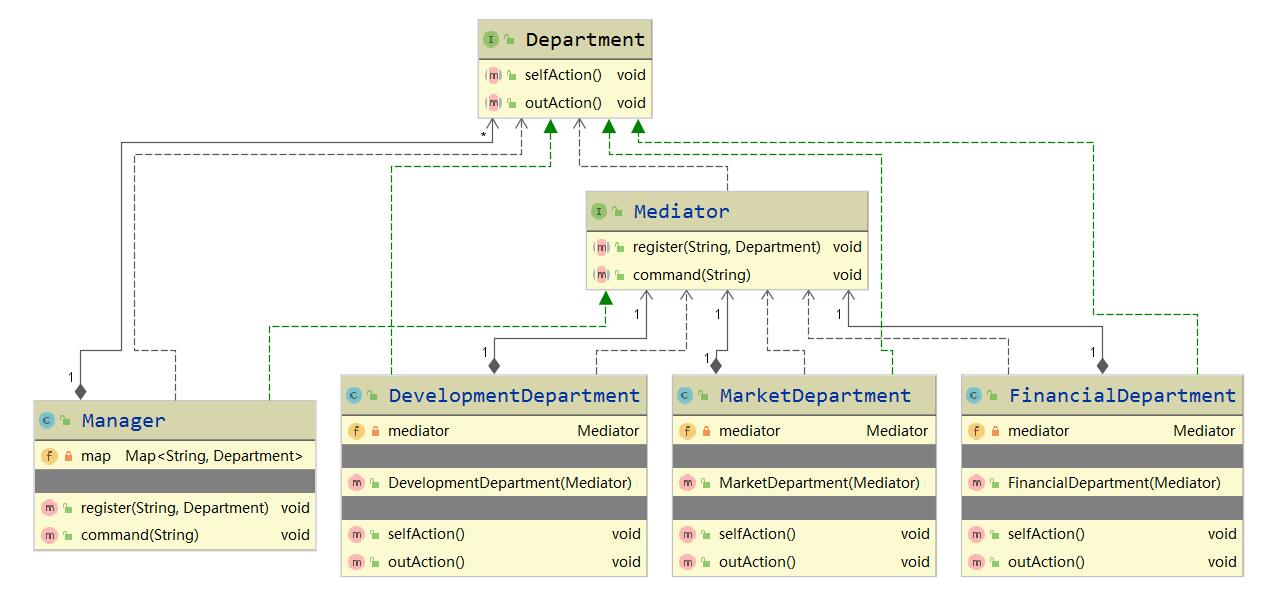 Department
selfAction() void
outAction() void
*
Mediator
register(String, Department) void
command(String) void
1 1 1
1 1 1 1
Manager
map Map<String, Department>
register(String, Department) void
command(String) void
DevelopmentDepartment
mediator Mediator
DevelopmentDepartment(Mediator)
selfAction() void
outAction() void
MarketDepartment
mediator Mediator
MarketDepartment(Mediator)
selfAction() void
outAction() void
FinancialDepartment
mediator Mediator
FinancialDepartment(Mediator)
selfAction() void
outAction() void